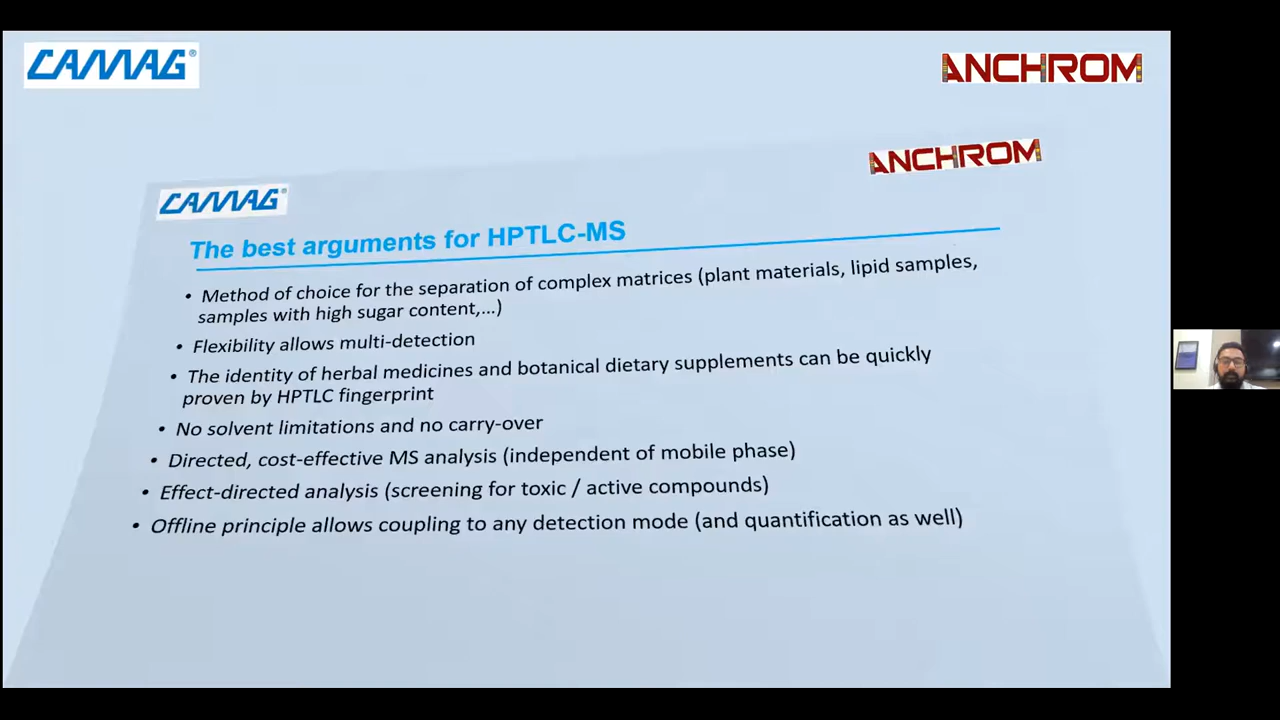 CAMAG®
ANCHROM
ANCHROM
CAMAG®
The best arguments for HPTLC-MS
• Method of choice for the separation of complex matrices (plant materials, lipid samples,
samples with high sugar content,...)
• Flexibility allows multi-detection
• The identity of herbal medicines and botanical dietary supplements can be quickly
proven by HPTLC fingerprint
• No solvent limitations and no carry-over
• Directed, cost-effective MS analysis (independent of mobile phase)
• Effect-directed analysis (screening for toxic / active compounds)
• Offline principle allows coupling to any detection mode (and quantification as well)